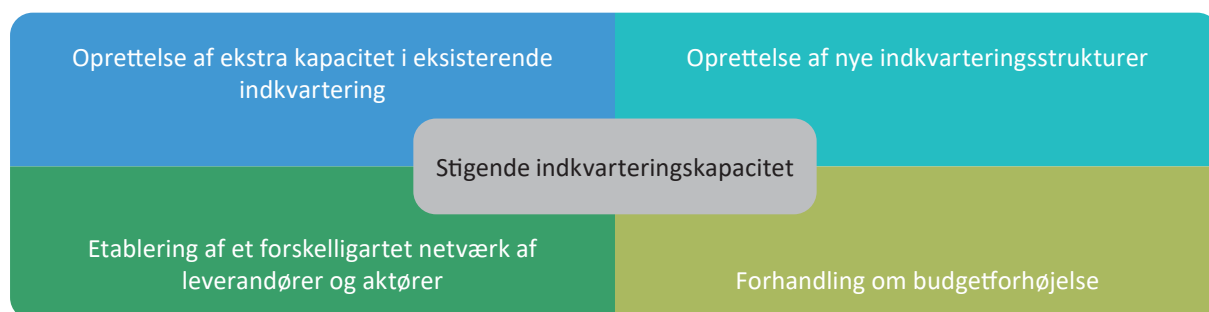 Oprettelse af ekstra kapacitet i eksisterende
indkvartering
Oprettelse af nye indkvarteringsstrukturer
Stigende indkvarteringskapacitet
Etablering af et forskelligartet netværk af
leverandører og aktører
Forhandling om budgetforhøjelse